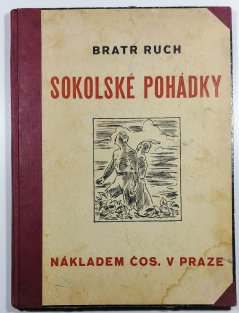 BRATR RUCH
SOKOLSKÉ POHÁDKY
NÁKLADEM ČOS. V PRAZE